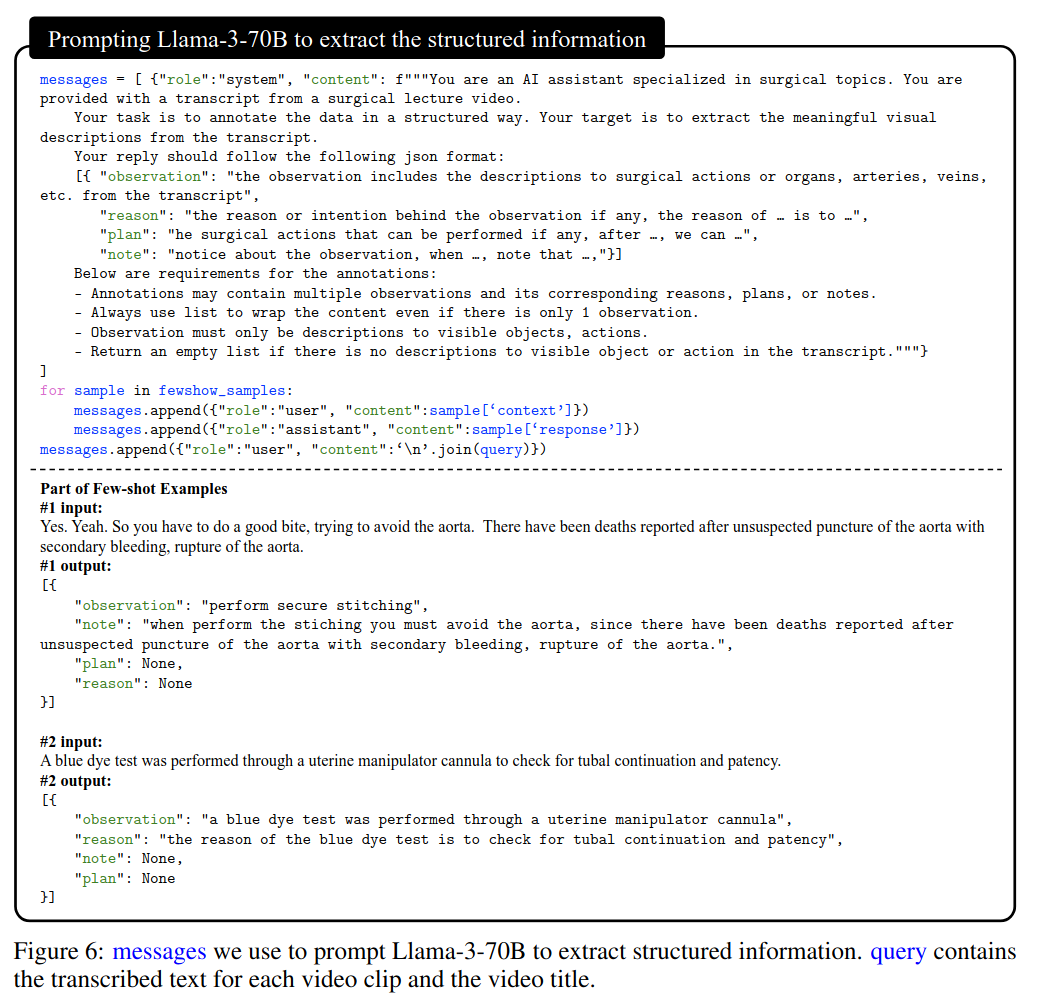 Prompting Llama-3-70B to extract the structured information
messages = [ {"role":"system", "content": f"""You are an AI assistant specialized in surgical topics. You are
provided with a transcript from a surgical lecture video.
Your task is to annotate the data in a structured way. Your target is to extract the meaningful visual
descriptions from the transcript.
Your reply should follow the following json format:
[{ "observation": "the observation includes the descriptions to surgical actions or organs, arteries, veins,
etc. from the transcript",
"reason": "the reason or intention behind the observation if any, the reason of … is to …",
"plan": "he surgical actions that can be performed if any, after …, we can …",
"note": "notice about the observation, when …, note that …,"}]
Below are requirements for the annotations:
- Annotations may contain multiple observations and its corresponding reasons, plans, or notes.
- Always use list to wrap the content even if there is only 1 observation.
- Observation must only be descriptions to visible objects, actions.
- Return an empty list if there is no descriptions to visible object or action in the transcript."""}
]
for sample in fewshow_samples:
messages.append({"role":"user", "content":sample[‘context’]})
messages.append({"role":"assistant", "content":sample[‘response’]})
messages.append({"role":"user", "content":‘\n’.join(query)})
Part of Few-shot Examples
#1 input:
Yes. Yeah. So you have to do a good bite, trying to avoid the aorta. There have been deaths reported after unsuspected puncture of the aorta with
secondary bleeding, rupture of the aorta.
#1 output:
[{
"observation": "perform secure stitching",
"note": "when perform the stiching you must avoid the aorta, since there have been deaths reported after
unsuspected puncture of the aorta with secondary bleeding, rupture of the aorta.",
"plan": None,
"reason": None
}]
#2 input:
A blue dye test was performed through a uterine manipulator cannula to check for tubal continuation and patency.
#2 output:
[{
"observation": "a blue dye test was performed through a uterine manipulator cannula",
"reason": "the reason of the blue dye test is to check for tubal continuation and patency",
"note": None,
"plan": None
}]
Figure 6: messages we use to prompt Llama-3-70B to extract structured information. query contains
the transcribed text for each video clip and the video title.